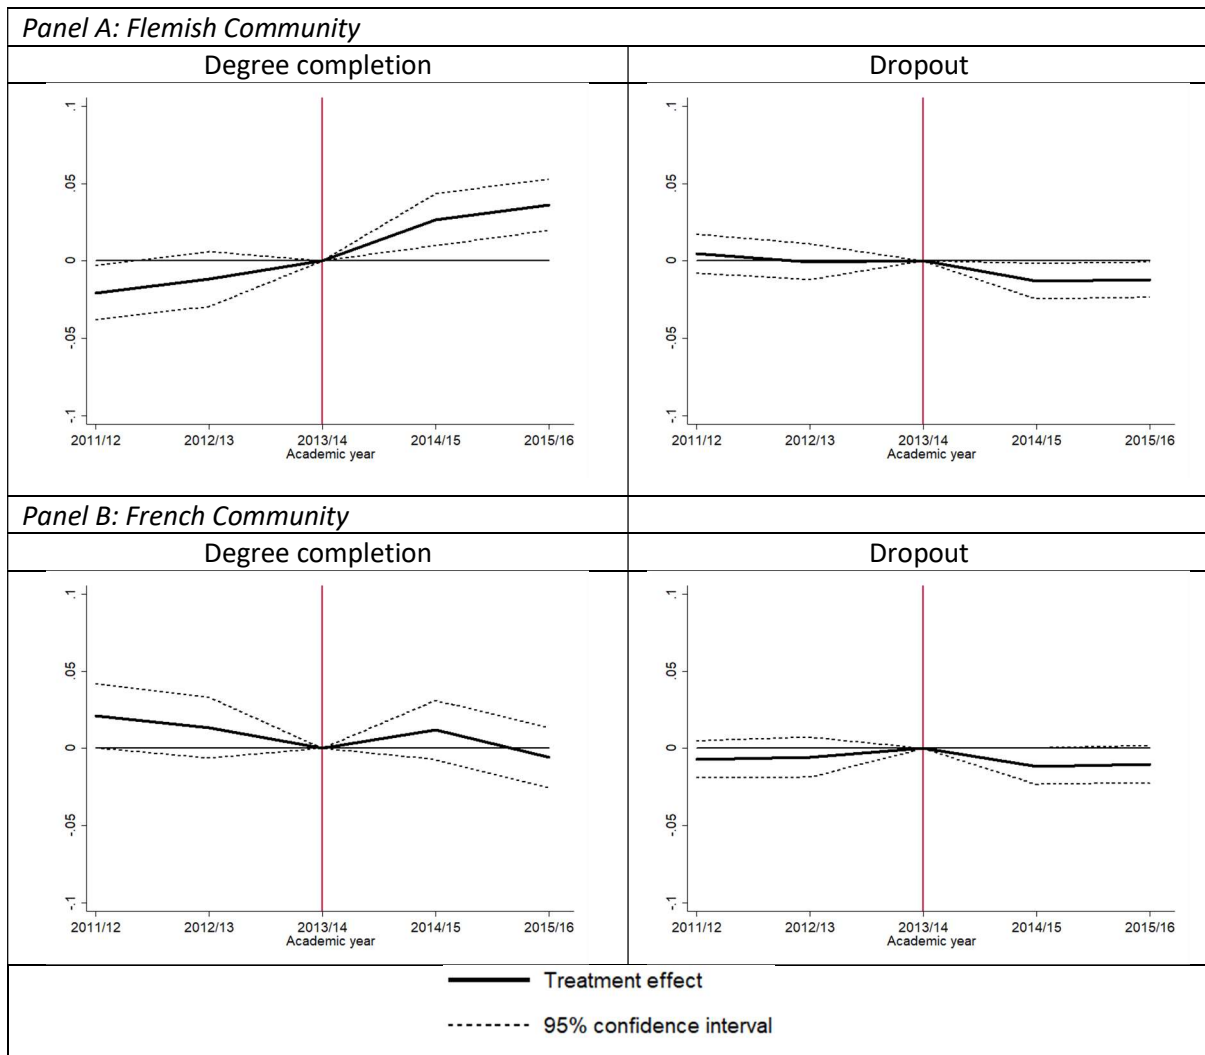 Panel A: Flemish Community
Degree completion
Dropout
.1
.05
0
-.05
-.1
2011/12 2012/13 2013/14 2014/15 2015/16
Academic year
.1
.05
0
-.05
-.1
2011/12 2012/13 2013/14 2014/15 2015/16
Academic year
Panel B: French Community
Degree completion
Dropout
.1
.05
0
-.05
-.1
2011/12 2012/13 2013/14 2014/15 2015/16
Academic year
.1
.05
0
-.05
-.1
2011/12 2012/13 2013/14 2014/15 2015/16
Academic year
Treatment effect
95% confidence interval